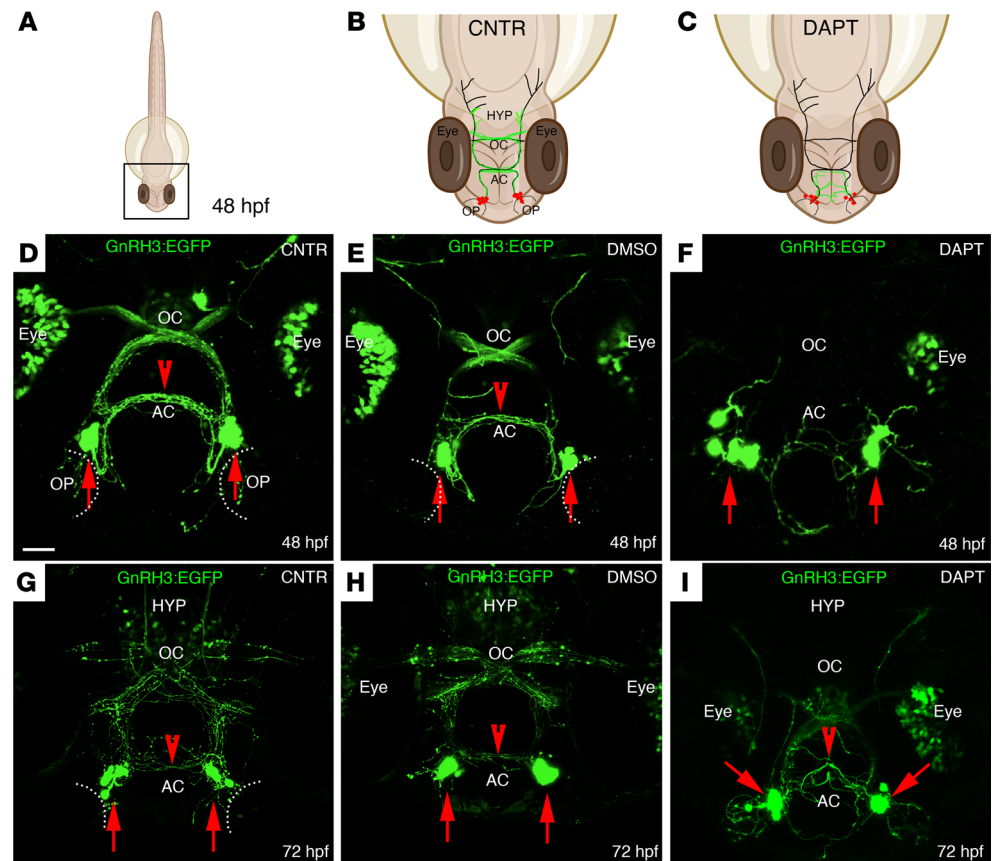 A
48 hpf
B
CNTR
HYP
Eye
Eye
OC
AC
OP
OP
C
DAPT
D
GnRH3:EGFP
CNTR
OC
Eye
Eye
AC
OP
OP
48 hpf
E
GnRH3:EGFP
DMSO
OC
Eye
Eye
AC
48 hpf
F
GnRH3:EGFP
DAPT
OC
Eye
AC
48 hpf
G
GnRH3:EGFP
CNTR
HYP
OC
AC
72 hpf
H
GnRH3:EGFP
DMSO
HYP
OC
Eye
Eye
AC
72 hpf
I
GnRH3:EGFP
DAPT
HYP
OC
Eye
Eye
AC
72 hpf